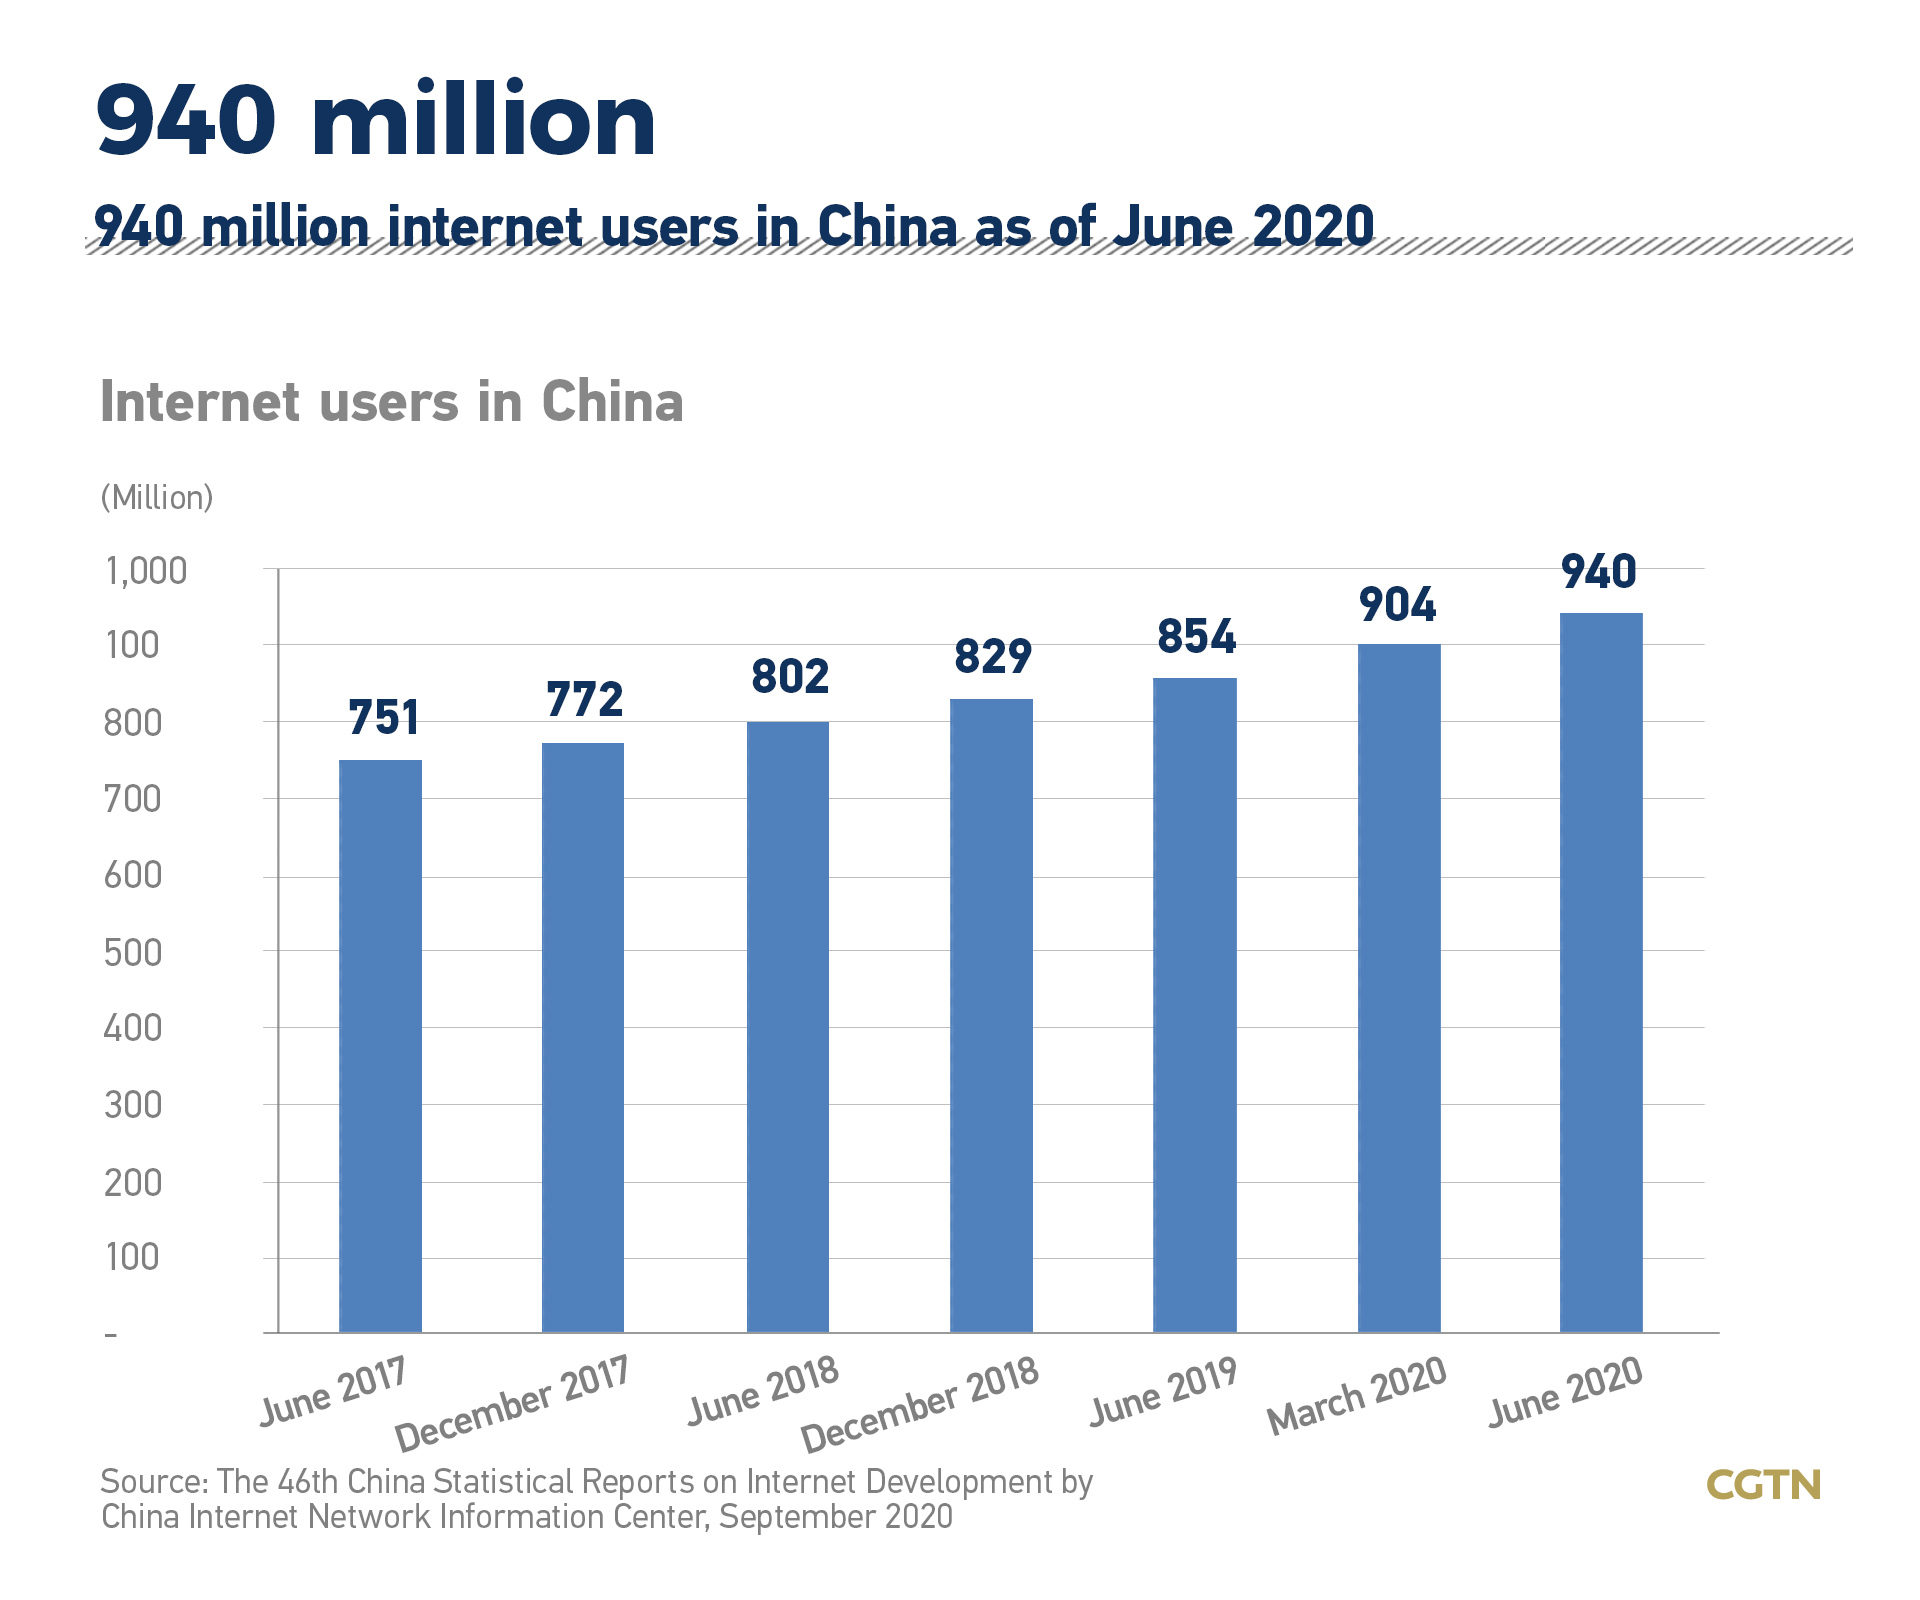 940 million
940 million internet users in China as of June 2020
Internet users in China
(Million)
1,000
100
800
700
600
500
400
300
200
100
-
751
772
802
829
854
904
940
June 2017
December 2017
June 2018
December 2018
June 2019
March 2020
June 2020
Source: The 46th China Statistical Reports on Internet Development by
China Internet Network Information Center, September 2020
CGTN